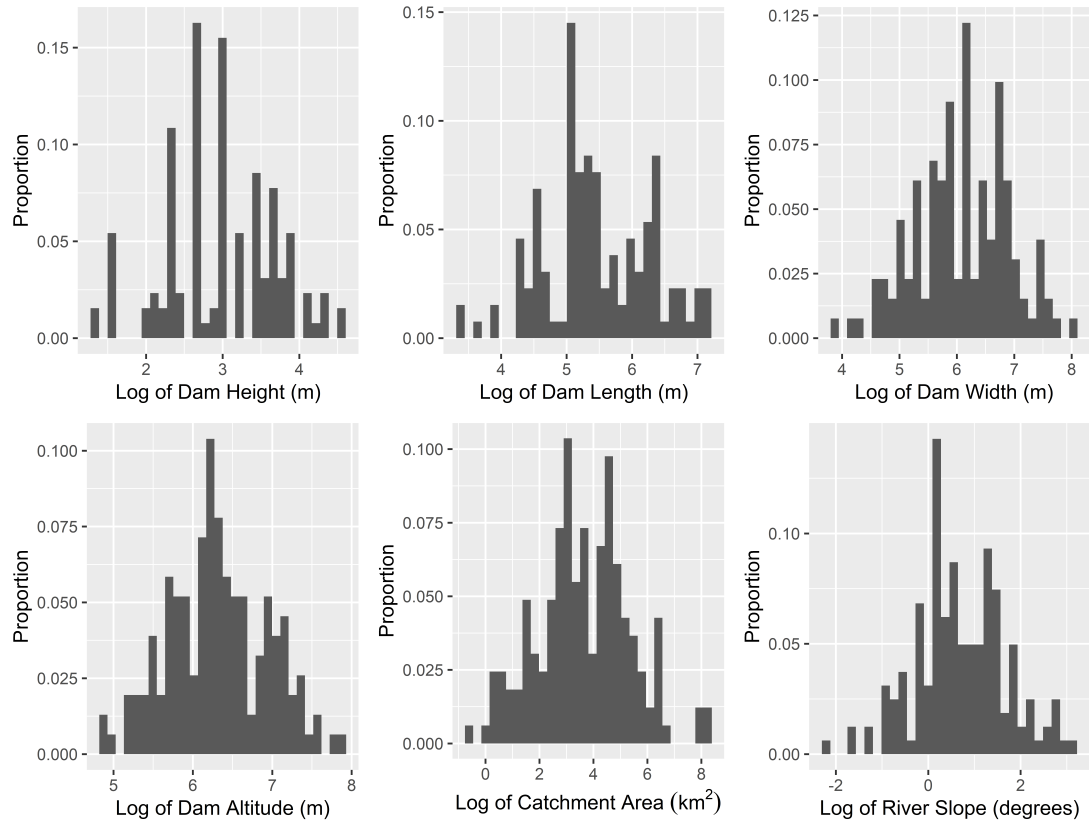 Proportion
0.15
0.10
0.05
0.00
2 3 4
Log of Dam Height (m)
Proportion
0.15
0.10
0.05
0.00
4 5 6 7
Log of Dam Length (m)
Proportion
0.125
0.100
0.075
0.050
0.025
0.000
4 5 6 7 8
Log of Dam Width (m)
Proportion
0.100
0.075
0.050
0.025
0.000
5 6 7 8
Log of Dam Altitude (m)
Proportion
0.100
0.075
0.050
0.025
0.000
0 2 4 6 8
Log of Catchment Area (km²)
Proportion
0.10
0.05
0.00
-2 0 2
Log of River Slope (degrees)